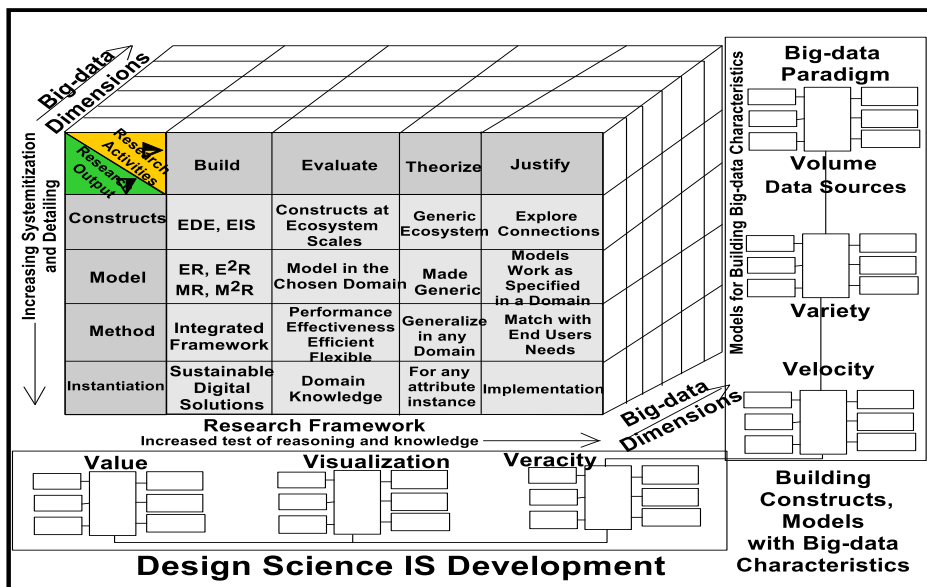 Big-data
Dimensions
Increasing Systemitization
and Detailing
Research
Activities
Research
Output
Build
Evaluate
Theorize
Justify
Constructs
EDE, EIS
Constructs at
Ecosystem
Scales
Generic
Ecosystem
Explore
Connections
Model
ER, E²R
MR, M²R
Model in the
Chosen Domain
Made
Generic
Models
Work as
Specified
in a Domain
Method
Integrated
Framework
Performance
Effectiveness
Efficient
Flexible
Generalize
in any
Domain
Match with
End Users
Needs
Instantiation
Sustainable
Digital
Solutions
Domain
Knowledge
For any
attribute
instance
Implementation
Research Framework
Increased test of reasoning and knowledge
Big-data
Dimensions
Models for Building Big-data Characteristics
Big-data
Paradigm
Volume
Data Sources
Variety
Velocity
Value
Visualization
Veracity
Building
Constructs,
Models
with Big-data
Characteristics
Design Science IS Development